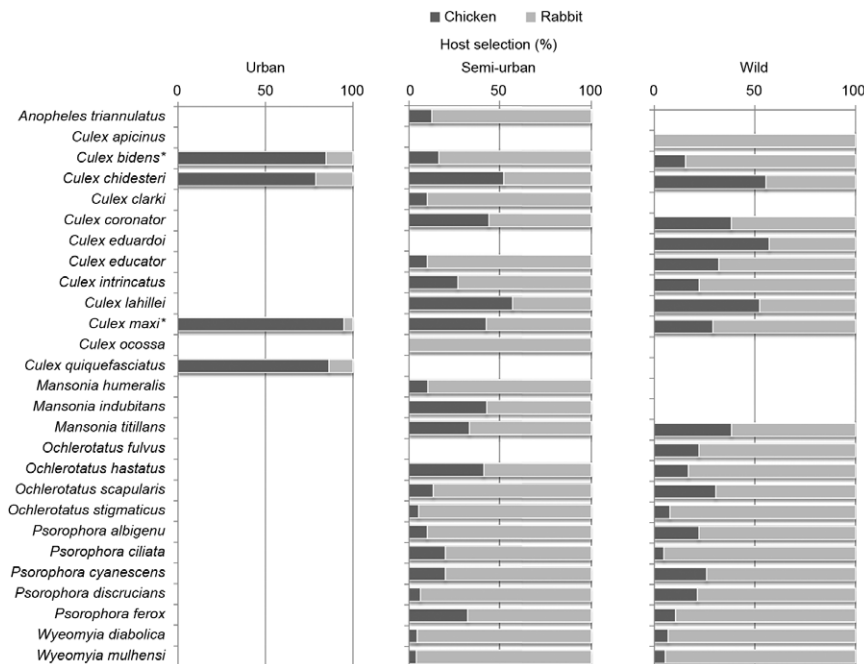 Chicken Rabbit
Host selection (%)
Urban Semi-urban Wild
0 50 100 0 50 100 0 50 100
Anopheles triannulatus
Culex apicinus
Culex bidens*
Culex chidesteri
Culex clarki
Culex coronator
Culex eduardoi
Culex educator
Culex intrincatus
Culex lahillei
Culex maxi*
Culex ocossa
Culex quiquefasciatus
Mansonia humeralis
Mansonia indubitans
Mansonia titillans
Ochlerotatus fulvus
Ochlerotatus hastatus
Ochlerotatus scapularis
Ochlerotatus stigmaticus
Psorophora albigenu
Psorophora ciliata
Psorophora cyanescens
Psorophora discrucians
Psorophora ferox
Wyeomyia diabolica
Wyeomyia mulhensi